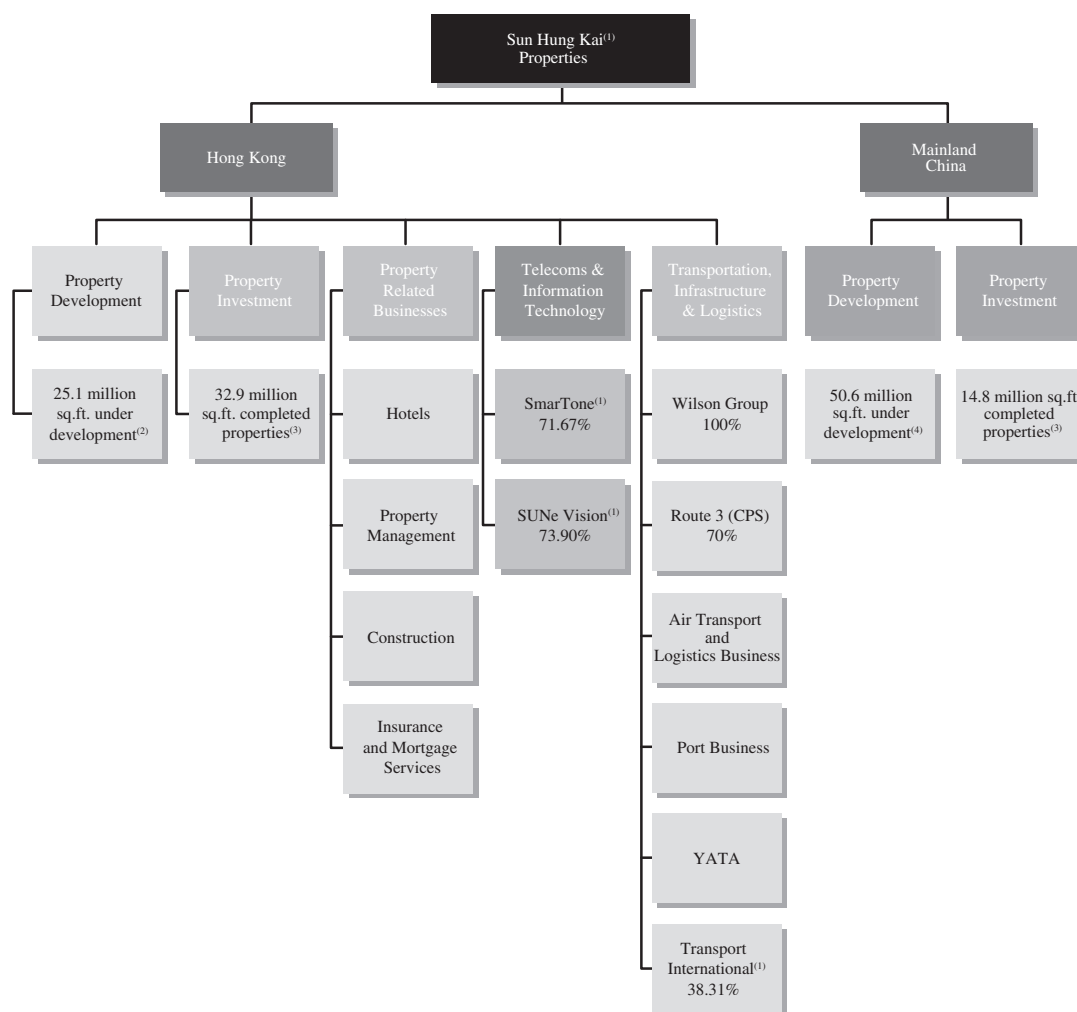 Sun Hung Kai(1)
Properties
Hong Kong
Mainland
China
Property
Development
Property
Investment
Property
Related
Businesses
Telecoms &
Information
Technology
Transportation,
Infrastructure
& Logistics
Property
Development
Property
Investment
25.1 million
sq.ft. under
development(2)
32.9 million
sq.ft. completed
properties(3)
Hotels
SmarTone(1)
71.67%
Wilson Group
100%
50.6 million
sq.ft. under
development(4)
14.8 million sq.ft.
completed
properties(3)
Property
Management
SUNe Vision(1)
73.90%
Route 3 (CPS)
70%
Construction
Air Transport
and
Logistics Business
Insurance
and Mortgage
Services
Port Business
YATA
Transport
International(1)
38.31%